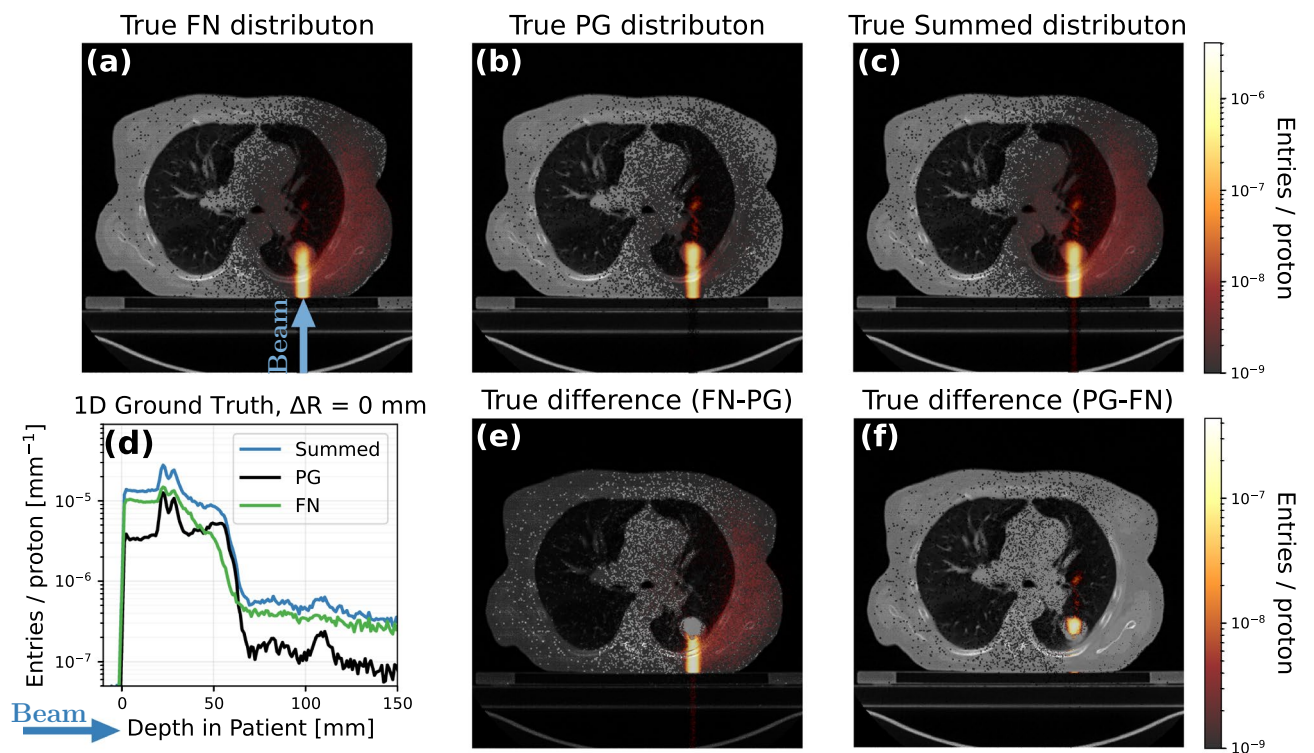 True FN distributon
True PG distributon
True Summed distributon
(a)
(b)
(c)
Beam
10⁻⁶
10⁻⁷
10⁻⁸
10⁻⁹
Entries / proton
1D Ground Truth, ΔR = 0 mm
True difference (FN-PG)
True difference (PG-FN)
(d)
(e)
(f)
Summed
PG
FN
Entries / proton [mm⁻¹]
10⁻⁵
10⁻⁶
10⁻⁷
0 50 100 150
Beam
Depth in Patient [mm]
10⁻⁷
10⁻⁸
10⁻⁹
Entries / proton